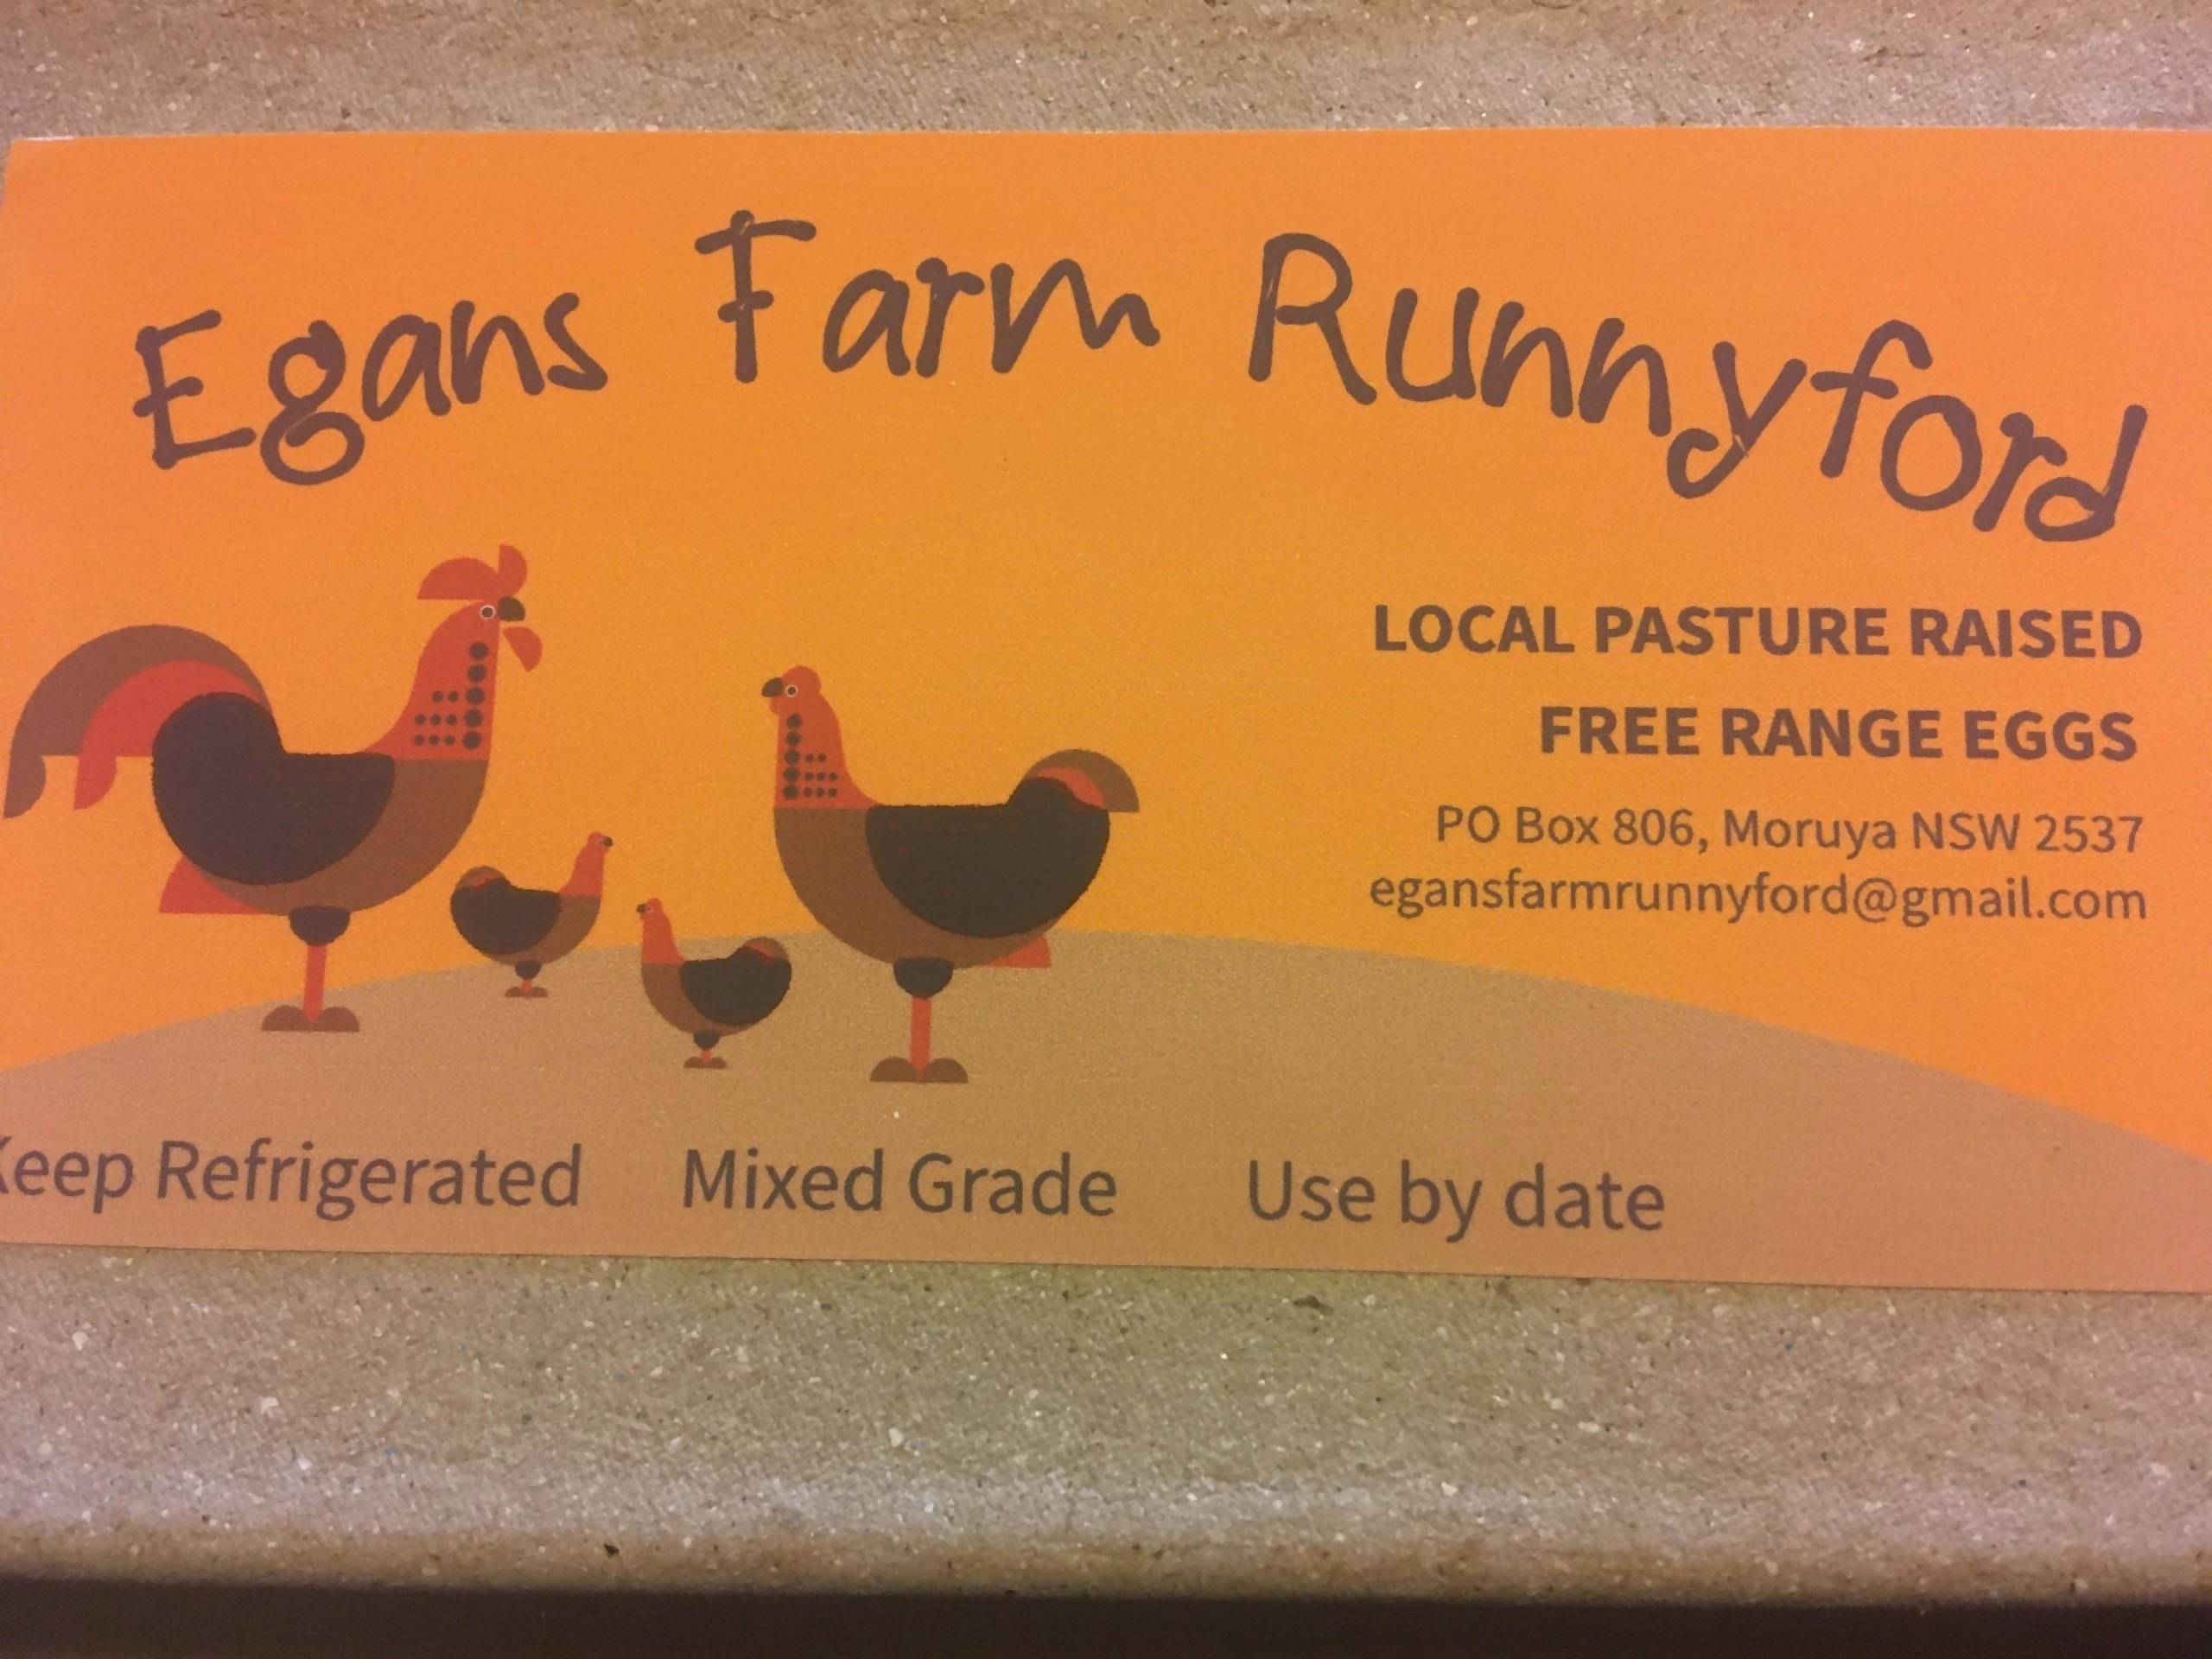 Egans Farm Runnyford
LOCAL PASTURE RAISED
FREE RANGE EGGS
PO Box 806, Moruya NSW 2537
egansfarmrunnyford@gmail.com
Keep Refrigerated Mixed Grade Use by date